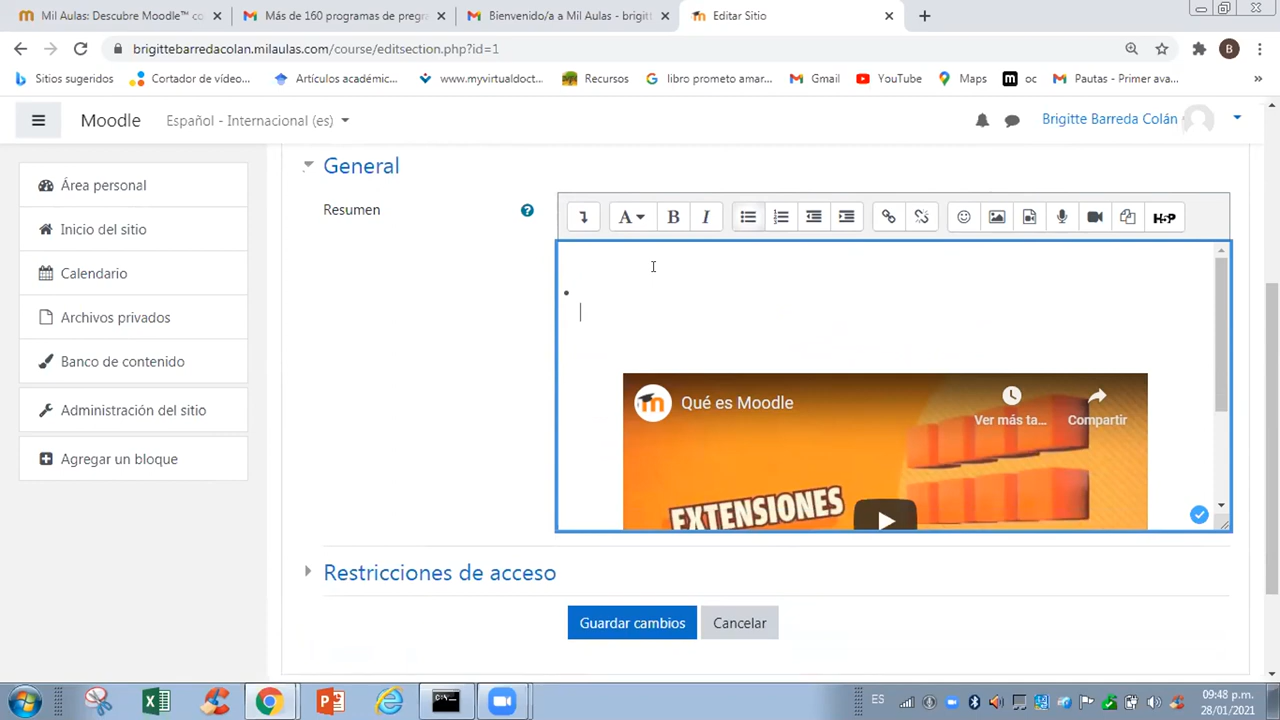 Mil Aulas: Descubre Moodle™ co
Más de 160 programas de pregr
Bienvenido/a a Mil Aulas - brigitt
Editar Sitio
brigittebarredacolan.milaulas.com/course/editsection.php?id=1
B
Sitios sugeridos
Cortador de vídeo...
Artículos académic...
www.myvirtualdoct...
Recursos
libro prometo amar...
Gmail
YouTube
Maps
oc
Pautas - Primer ava...
»
Moodle
Español - Internacional (es)
Brigitte Barreda Colán
Área personal
Inicio del sitio
Calendario
Archivos privados
Banco de contenido
Administración del sitio
Agregar un bloque
General
Resumen
A
B
I
H5P
Qué es Moodle
Ver más ta...
Compartir
EXTENSIONES
Restricciones de acceso
Guardar cambios
Cancelar
ES
09:48 p.m.
28/01/2021